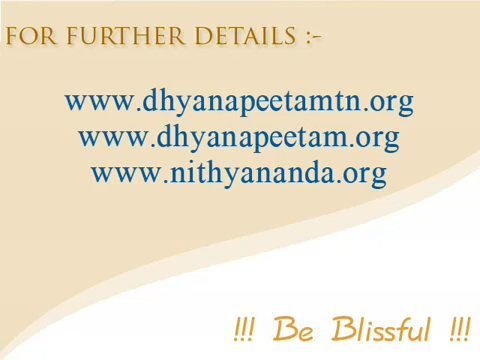 FOR FURTHER DETAILS :-
www.dhyanapeetamtn.org
www.dhyanapeetam.org
www.nithyananda.org
!!! Be Blissful !!!